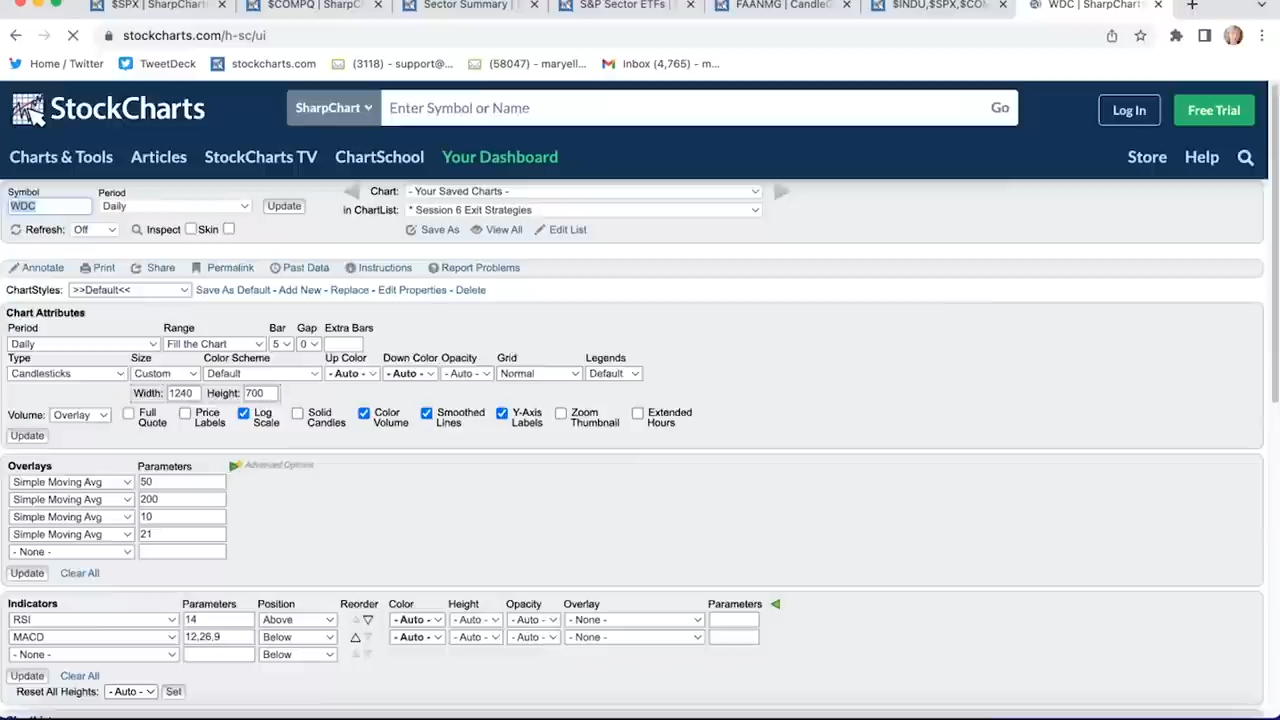 $SPX | SharpChart $COMPQ | SharpC Sector Summary | S&P Sector ETFs | FAANMG | CandleG $INDU,$SPX,$COM WDC | SharpChart
stockcharts.com/h-sc/ui
Home / Twitter TweetDeck stockcharts.com (3118) - support@... (58047) - maryell... Inbox (4,765) - m...
StockCharts SharpChart Enter Symbol or Name Go Log In Free Trial
Charts & Tools Articles StockCharts TV ChartSchool Your Dashboard Store Help
Symbol Period Chart: - Your Saved Charts -
WDC Daily Update in ChartList: * Session 6 Exit Strategies
Refresh: Off Inspect Skin Save As View All Edit List
Annotate Print Share Permalink Past Data Instructions Report Problems
ChartStyles: >>Default<< Save As Default - Add New - Replace - Edit Properties - Delete
Chart Attributes
Period Range Bar Gap Extra Bars
Daily Fill the Chart 5 0
Type Size Color Scheme Up Color Down Color Opacity Grid Legends
Candlesticks Custom Default - Auto - - Auto - - Auto - Normal Default
Width: 1240 Height: 700
Volume: Overlay Full Quote Price Labels Log Scale Solid Candles Color Volume Smoothed Lines Y-Axis Labels Zoom Thumbnail Extended Hours
Update
Overlays Parameters Advanced Options
Simple Moving Avg 50
Simple Moving Avg 200
Simple Moving Avg 10
Simple Moving Avg 21
- None -
Update Clear All
Indicators Parameters Position Reorder Color Height Opacity Overlay Parameters
RSI 14 Above - Auto - - Auto - - Auto - - None -
MACD 12,26,9 Below - Auto - - Auto - - Auto - - None -
- None - Below
Update Clear All
Reset All Heights: - Auto - Set